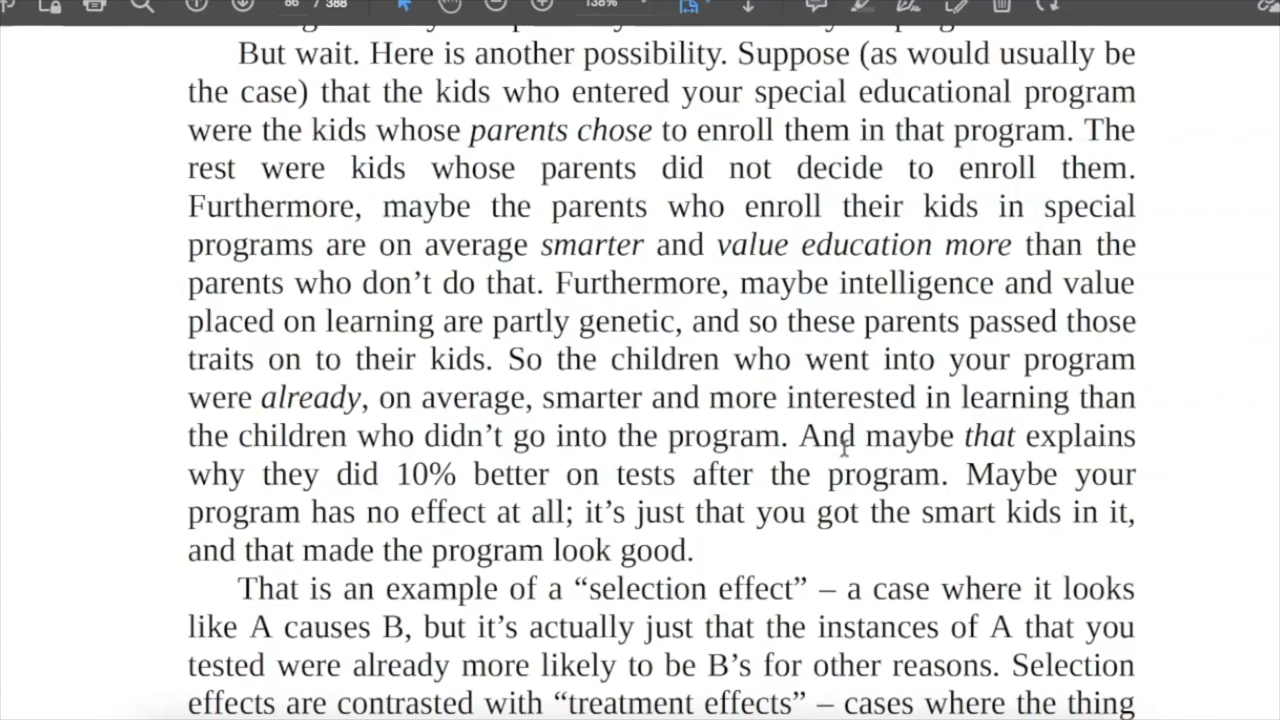 86 / 388
138%
But wait. Here is another possibility. Suppose (as would usually be
the case) that the kids who entered your special educational program
were the kids whose parents chose to enroll them in that program. The
rest were kids whose parents did not decide to enroll them.
Furthermore, maybe the parents who enroll their kids in special
programs are on average smarter and value education more than the
parents who don’t do that. Furthermore, maybe intelligence and value
placed on learning are partly genetic, and so these parents passed those
traits on to their kids. So the children who went into your program
were already, on average, smarter and more interested in learning than
the children who didn’t go into the program. And maybe that explains
why they did 10% better on tests after the program. Maybe your
program has no effect at all; it’s just that you got the smart kids in it,
and that made the program look good.
That is an example of a “selection effect” – a case where it looks
like A causes B, but it’s actually just that the instances of A that you
tested were already more likely to be B’s for other reasons. Selection
effects are contrasted with “treatment effects” – cases where the thing